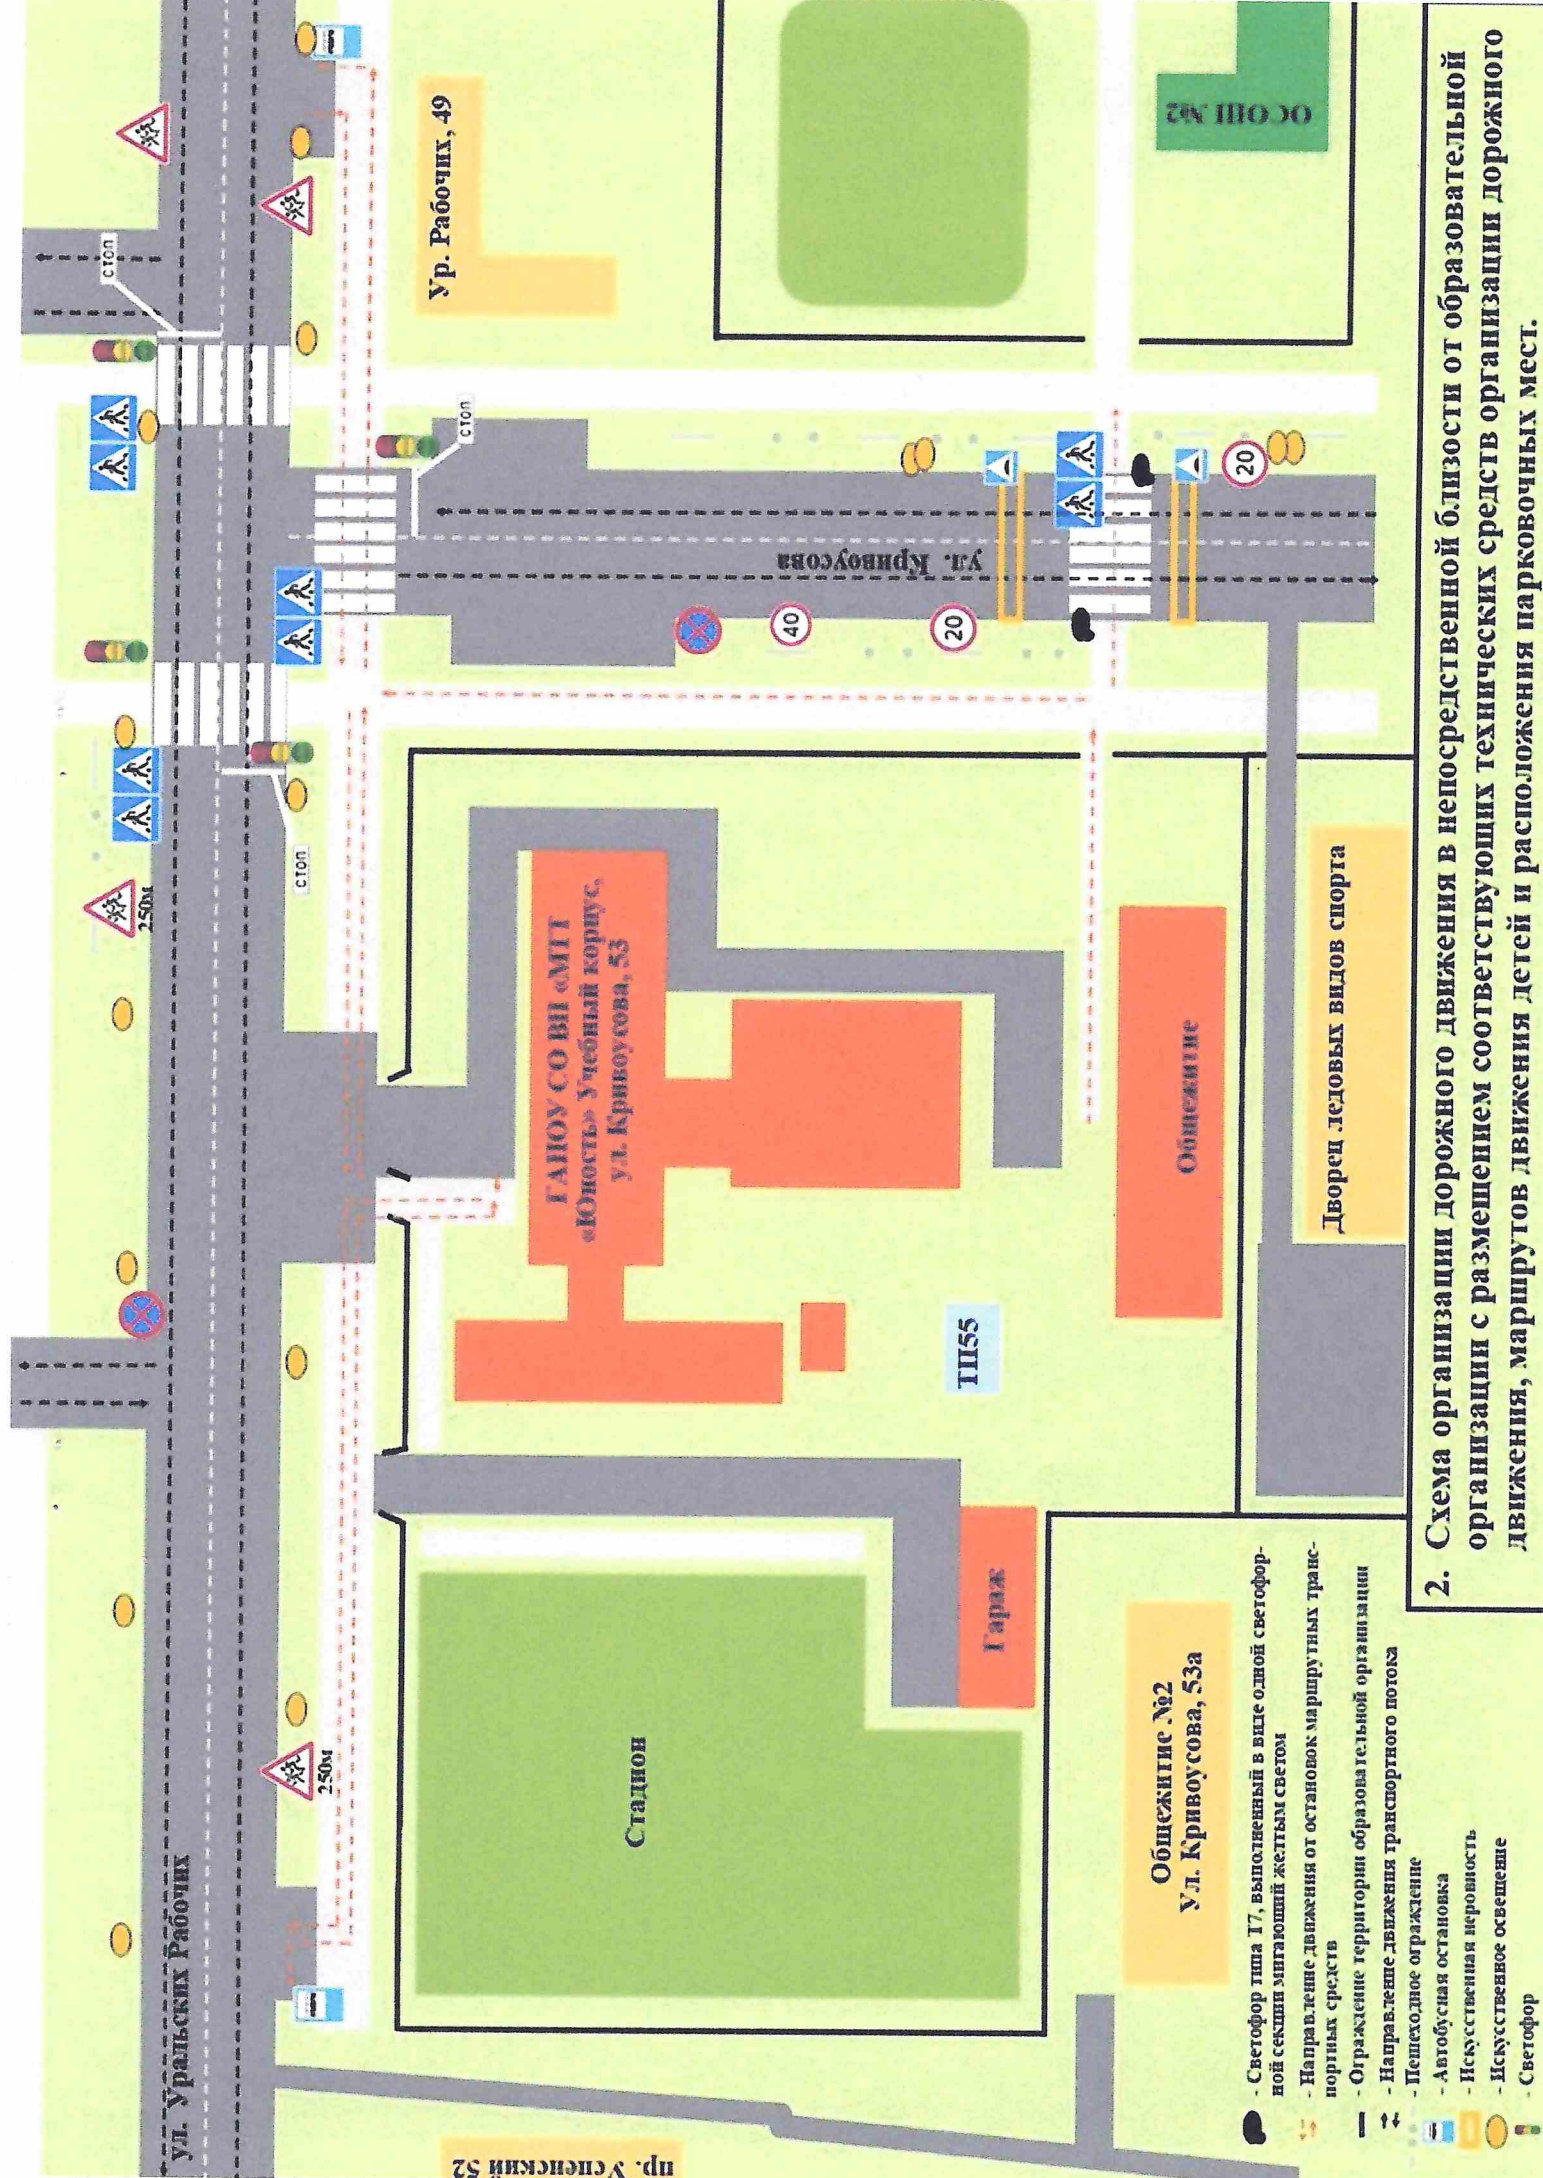 ул. Уральских Рабочих
250м
250м
стоп
стоп
стоп
Ур. Рабочих, 49
ОСОШ №2
ул. Кривоусова
40
20
20
ГАПОУ СО ВП «МТТ
«Юность» Учебный корпус,
ул. Кривоусова, 53
Общежитие
ТП55
Дворец ледовых видов спорта
Гараж
Стадион
Общежитие №2
Ул. Кривоусова, 53а
пр. Успенский 52
- Светофор типа Т7, выполненный в виде одной светофор-
ной секции мигающий желтым светом
- Направление движения от остановок маршрутных транс-
портных средств
- Ограждение территории образовательной организации
- Направление движения транспортного потока
- Пешеходное ограждение
- Автобусная остановка
- Искусственная неровность
- Искусственное освещение
- Светофор
2. Схема организации дорожного движения в непосредственной близости от образовательной
организации с размещением соответствующих технических средств организации дорожного
движения, маршрутов движения детей и расположения парковочных мест.